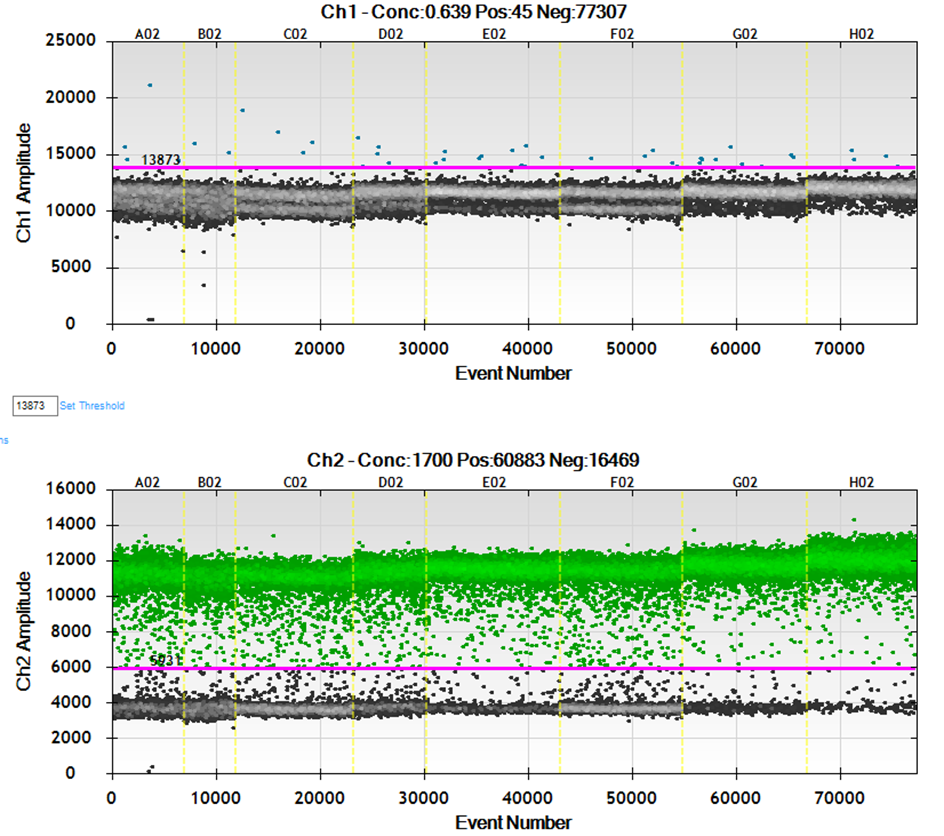 Ch1 - Conc:0.639 Pos:45 Neg:77307
A02 B02 C02 D02 E02 F02 G02 H02
25000
20000
15000
13873
10000
5000
0
Ch1 Amplitude
0 10000 20000 30000 40000 50000 60000 70000
Event Number
13873 Set Threshold
ns
Ch2 - Conc:1700 Pos:60883 Neg:16469
A02 B02 C02 D02 E02 F02 G02 H02
16000
14000
12000
10000
8000
6000
5931
4000
2000
0
Ch2 Amplitude
0 10000 20000 30000 40000 50000 60000 70000
Event Number